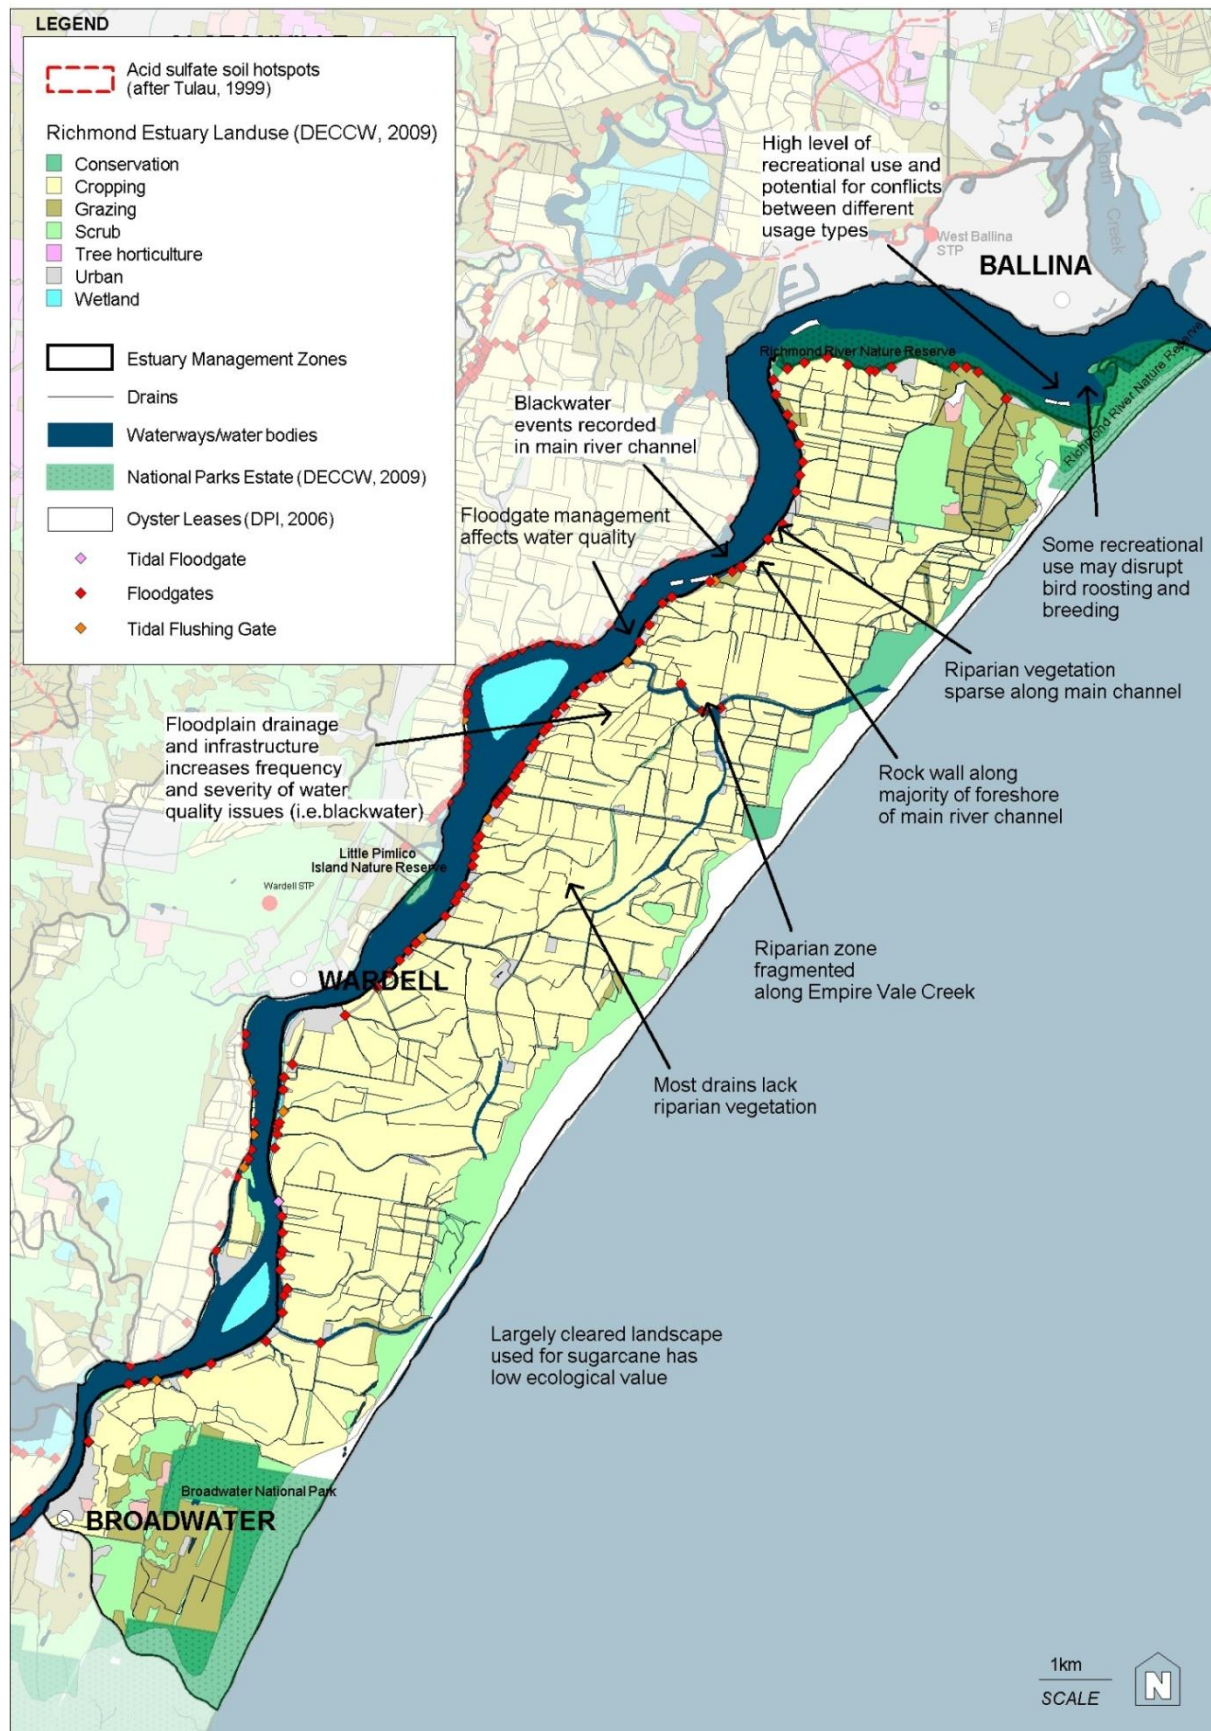 LEGEND
Acid sulfate soil hotspots
(after Tulau, 1999)
Richmond Estuary Landuse (DECCW, 2009)
Conservation
Cropping
Grazing
Scrub
Tree horticulture
Urban
Wetland
Estuary Management Zones
Drains
Waterways/water bodies
National Parks Estate (DECCW, 2009)
Oyster Leases (DPI, 2006)
Tidal Floodgate
Floodgates
Tidal Flushing Gate
High level of
recreational use and
potential for conflicts
between different
usage types
North
Creek
West Ballina
STP
BALLINA
Richmond River Nature Reserve
Richmond River Nature Reserve
Blackwater
events recorded
in main river channel
Floodgate management
affects water quality
Some recreational
use may disrupt
bird roosting and
breeding
Riparian vegetation
sparse along main channel
Floodplain drainage
and infrastructure
increases frequency
and severity of water
quality issues (i.e.blackwater)
Rock wall along
majority of foreshore
of main river channel
Little Pimlico
Island Nature Reserve
Wardell STP
WARDELL
Riparian zone
fragmented
along Empire Vale Creek
Most drains lack
riparian vegetation
Largely cleared landscape
used for sugarcane has
low ecological value
Broadwater National Park
BROADWATER
1km
SCALE
N